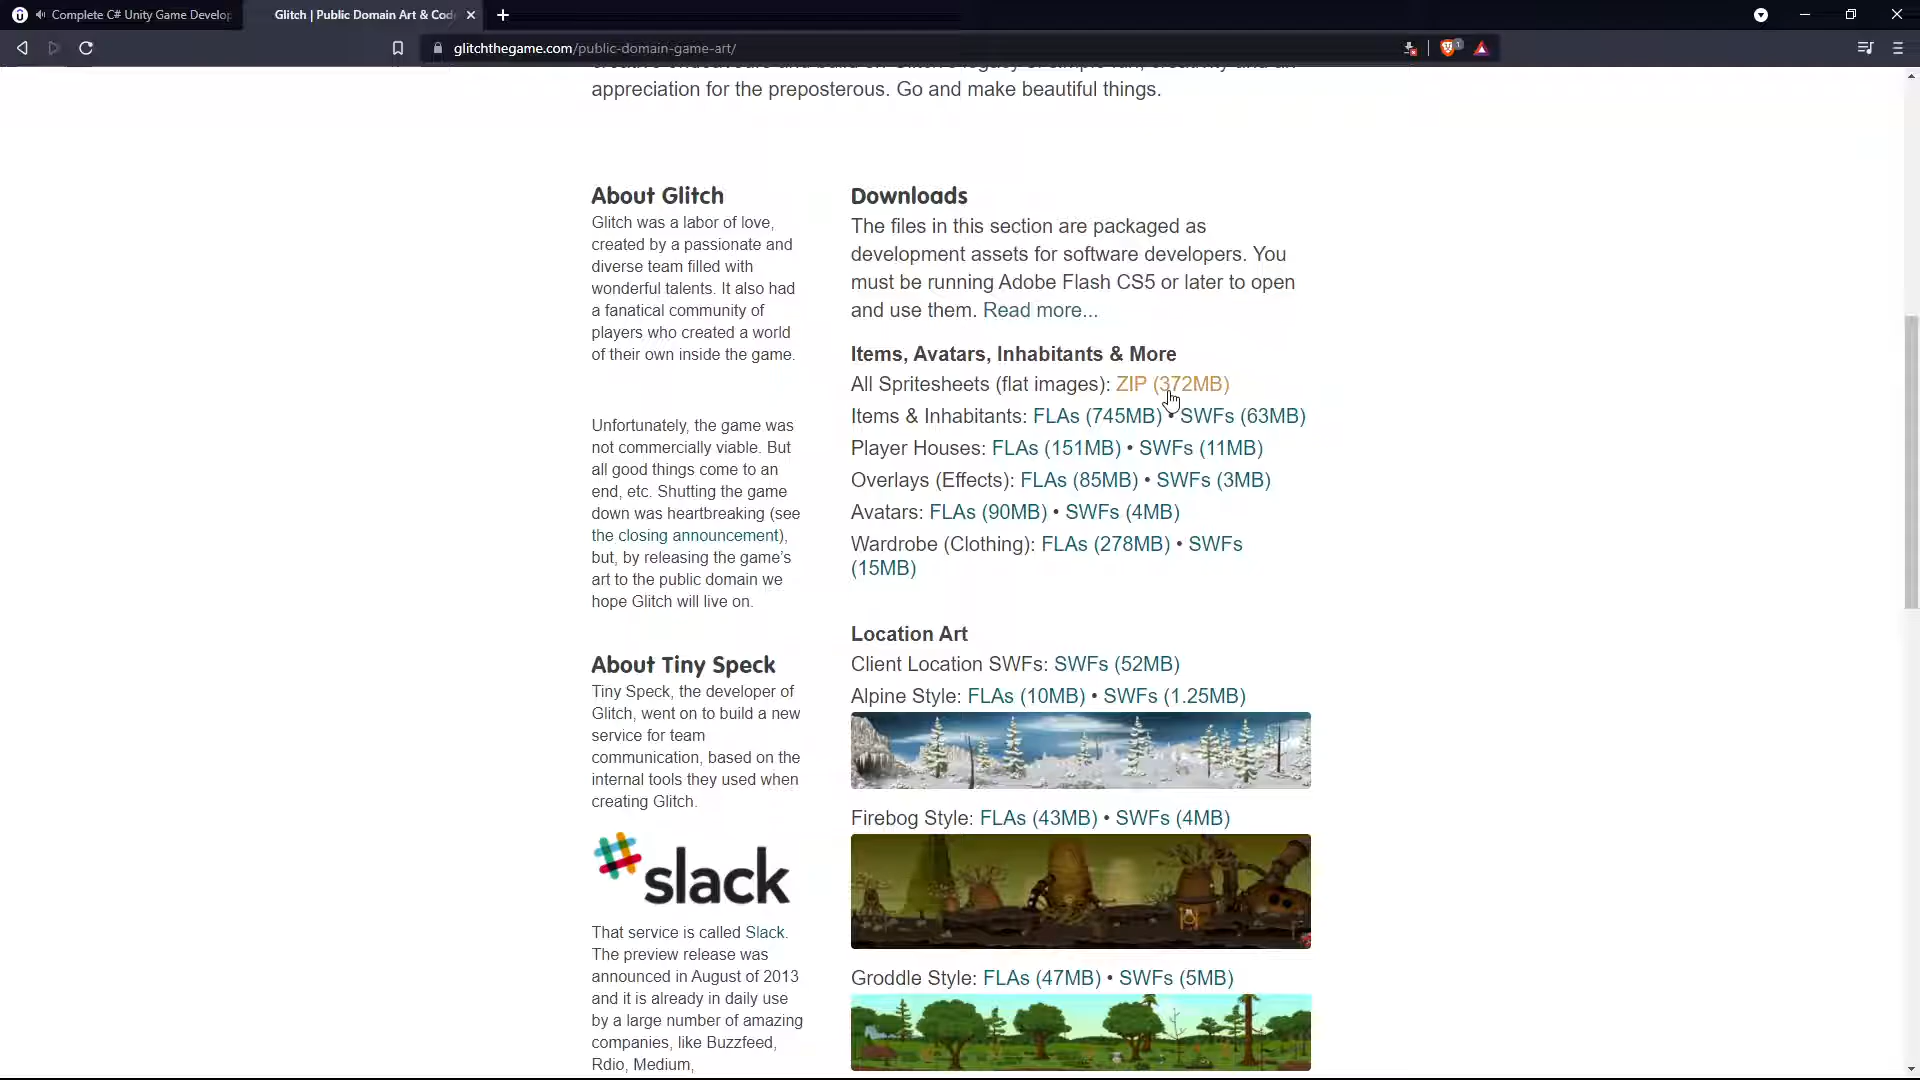 Complete C# Unity Game Develop
Glitch | Public Domain Art & Cod
glitchthegame.com/public-domain-game-art/
1
appreciation for the preposterous. Go and make beautiful things.
About Glitch
Glitch was a labor of love,
created by a passionate and
diverse team filled with
wonderful talents. It also had
a fanatical community of
players who created a world
of their own inside the game.
Unfortunately, the game was
not commercially viable. But
all good things come to an
end, etc. Shutting the game
down was heartbreaking (see
the closing announcement),
but, by releasing the game's
art to the public domain we
hope Glitch will live on.
About Tiny Speck
Tiny Speck, the developer of
Glitch, went on to build a new
service for team
communication, based on the
internal tools they used when
creating Glitch.
slack
That service is called Slack.
The preview release was
announced in August of 2013
and it is already in daily use
by a large number of amazing
companies, like Buzzfeed,
Rdio, Medium,
Downloads
The files in this section are packaged as
development assets for software developers. You
must be running Adobe Flash CS5 or later to open
and use them. Read more...
Items, Avatars, Inhabitants & More
All Spritesheets (flat images): ZIP (372MB)
Items & Inhabitants: FLAs (745MB) • SWFs (63MB)
Player Houses: FLAs (151MB) • SWFs (11MB)
Overlays (Effects): FLAs (85MB) • SWFs (3MB)
Avatars: FLAs (90MB) • SWFs (4MB)
Wardrobe (Clothing): FLAs (278MB) • SWFs
(15MB)
Location Art
Client Location SWFs: SWFs (52MB)
Alpine Style: FLAs (10MB) • SWFs (1.25MB)
Firebog Style: FLAs (43MB) • SWFs (4MB)
Groddle Style: FLAs (47MB) • SWFs (5MB)